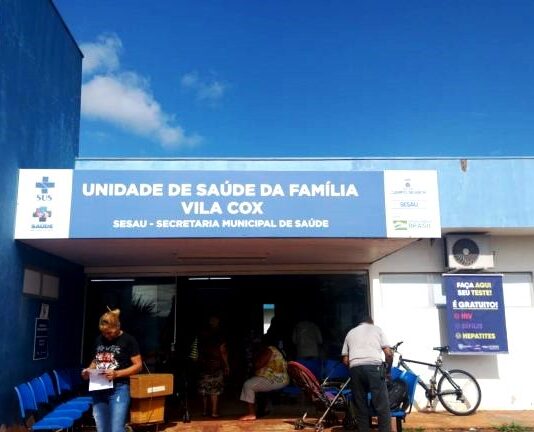 SUS
SAÚDE
UNIDADE DE SAÚDE DA FAMÍLIA
VILA COX
SESAU - SECRETARIA MUNICIPAL DE SAÚDE
SESAU
BRASIL
FAÇA AQUI
SEU TESTE!
É GRATUITO!
HIV
SÍFILIS
HEPATITES